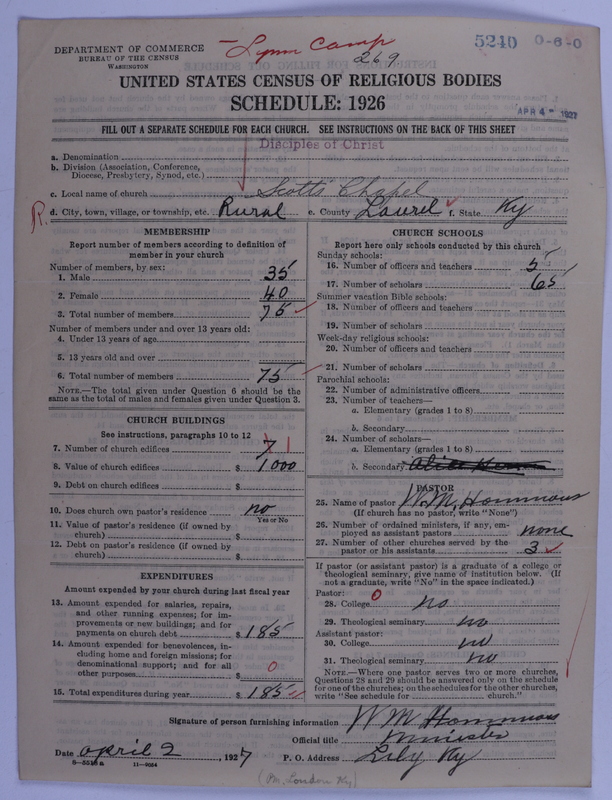 DEPARTMENT OF COMMERCE
BUREAU OF THE CENSUS
WASHINGTON
Lynn Camp
269
5240 0-6-0
UNITED STATES CENSUS OF RELIGIOUS BODIES
SCHEDULE: 1926
APR 4 - 1927
FILL OUT A SEPARATE SCHEDULE FOR EACH CHURCH. SEE INSTRUCTIONS ON THE BACK OF THIS SHEET
Disciples of Christ
a. Denomination
b. Division (Association, Conference,
Diocese, Presbytery, Synod, etc.)
c. Local name of church Scotts Chapel
R. d. City, town, village, or township, etc. Rural e. County Laurel f. State Ky
MEMBERSHIP
Report number of members according to definition of
member in your church
Number of members, by sex:
1. Male 35
2. Female 40
3. Total number of members 75
Number of members under and over 13 years old:
4. Under 13 years of age
5. 13 years old and over
6. Total number of members 75
NOTE.—The total given under Question 6 should be the
same as the total of males and females given under Question 3.
CHURCH BUILDINGS
See instructions, paragraphs 10 to 12
7. Number of church edifices 1
8. Value of church edifices $ 1000
9. Debt on church edifices $
10. Does church own pastor's residence no
Yes or No
11. Value of pastor's residence (if owned by
church) $
12. Debt on pastor's residence (if owned by
church) $
EXPENDITURES
Amount expended by your church during last fiscal year
13. Amount expended for salaries, repairs,
and other running expenses; for im-
provements or new buildings; and for
payments on church debt $ 185
14. Amount expended for benevolences, in-
cluding home and foreign missions; for
denominational support; and for all
other purposes $ 0
15. Total expenditures during year $ 185
CHURCH SCHOOLS
Report here only schools conducted by this church
Sunday schools:
16. Number of officers and teachers 5
17. Number of scholars 65
Summer vacation Bible schools:
18. Number of officers and teachers
19. Number of scholars
Week-day religious schools:
20. Number of officers and teachers
21. Number of scholars
Parochial schools:
22. Number of administrative officers
23. Number of teachers—
a. Elementary (grades 1 to 8)
b. Secondary
24. Number of scholars—
a. Elementary (grades 1 to 8)
b. Secondary
PASTOR
25. Name of pastor W. M. Hommons
(If church has no pastor, write "None")
26. Number of ordained ministers, if any, em-
ployed as assistant pastors none
27. Number of other churches served by the
pastor or his assistants 3
If pastor (or assistant pastor) is a graduate of a college or
theological seminary, give name of institution below. (If
not a graduate, write "No" in the space indicated.)
Pastor: 0
28. College no
29. Theological seminary no
Assistant pastor:
30. College no
31. Theological seminary no
NOTE.—Where one pastor serves two or more churches,
Questions 28 and 29 should be answered only on the schedule
for one of the churches; on the schedules for the other churches,
write "See schedule for church."
Signature of person furnishing information W M Hommons
Official title Minister
Date april 2, 1927 P. O. Address Lily Ky
11—9684
(Pm. London Ky)